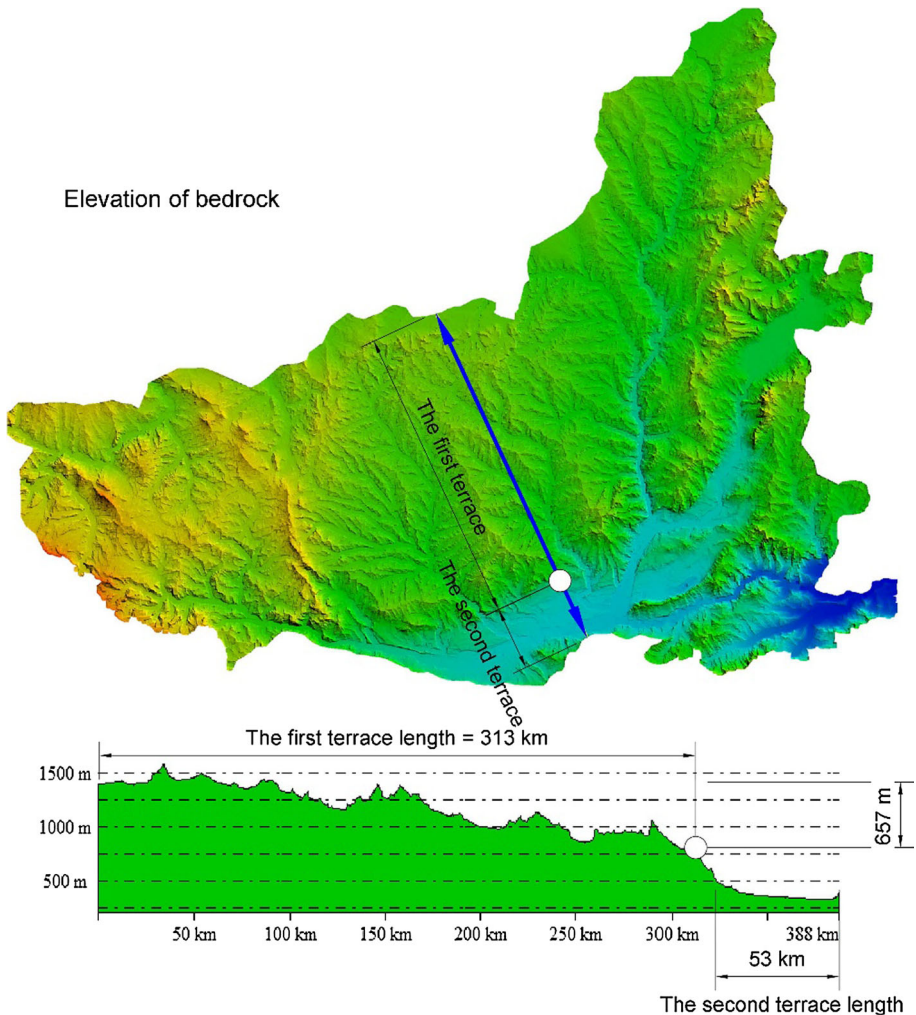 Elevation of bedrock
The first terrace
The second terrace
The first terrace length = 313 km
1500 m
1000 m
500 m
657 m
50 km
100 km
150 km
200 km
250 km
300 km
388 km
53 km
The second terrace length